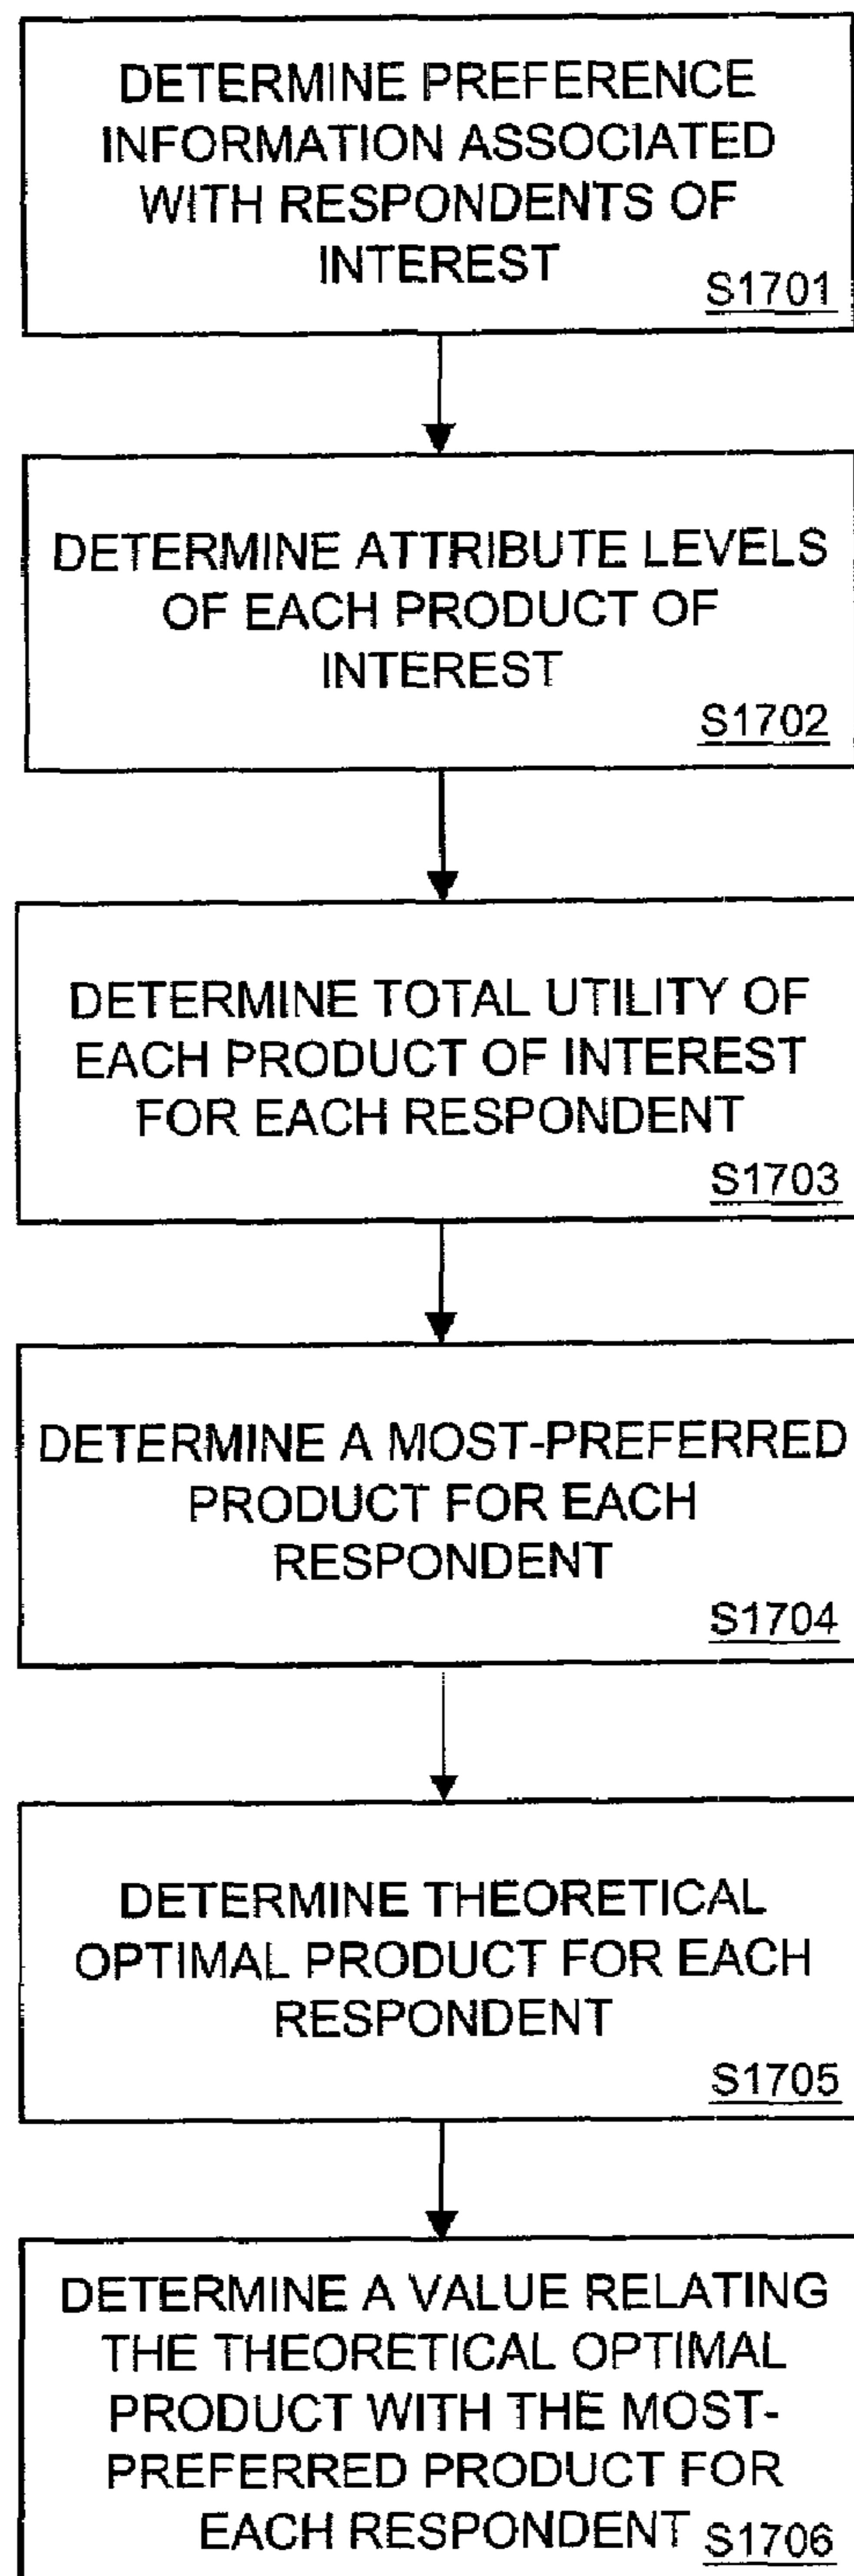 DETERMINE PREFERENCE
INFORMATION ASSOCIATED
WITH RESPONDENTS OF
INTEREST
S1701
DETERMINE ATTRIBUTE LEVELS
OF EACH PRODUCT OF
INTEREST
S1702
DETERMINE TOTAL UTILITY OF
EACH PRODUCT OF INTEREST
FOR EACH RESPONDENT
S1703
DETERMINE A MOST-PREFERRED
PRODUCT FOR EACH
RESPONDENT
S1704
DETERMINE THEORETICAL
OPTIMAL PRODUCT FOR EACH
RESPONDENT
S1705
DETERMINE A VALUE RELATING
THE THEORETICAL OPTIMAL
PRODUCT WITH THE MOST-
PREFERRED PRODUCT FOR
EACH RESPONDENT S1706